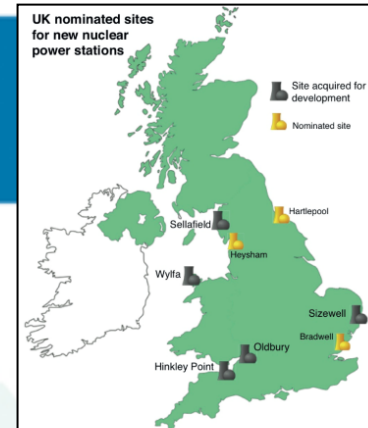 UK nominated sites
for new nuclear
power stations
Site acquired for
development
Nominated site
Hartlepool
Sellafield
Heysham
Wylfa
Sizewell
Bradwell
Oldbury
Hinkley Point